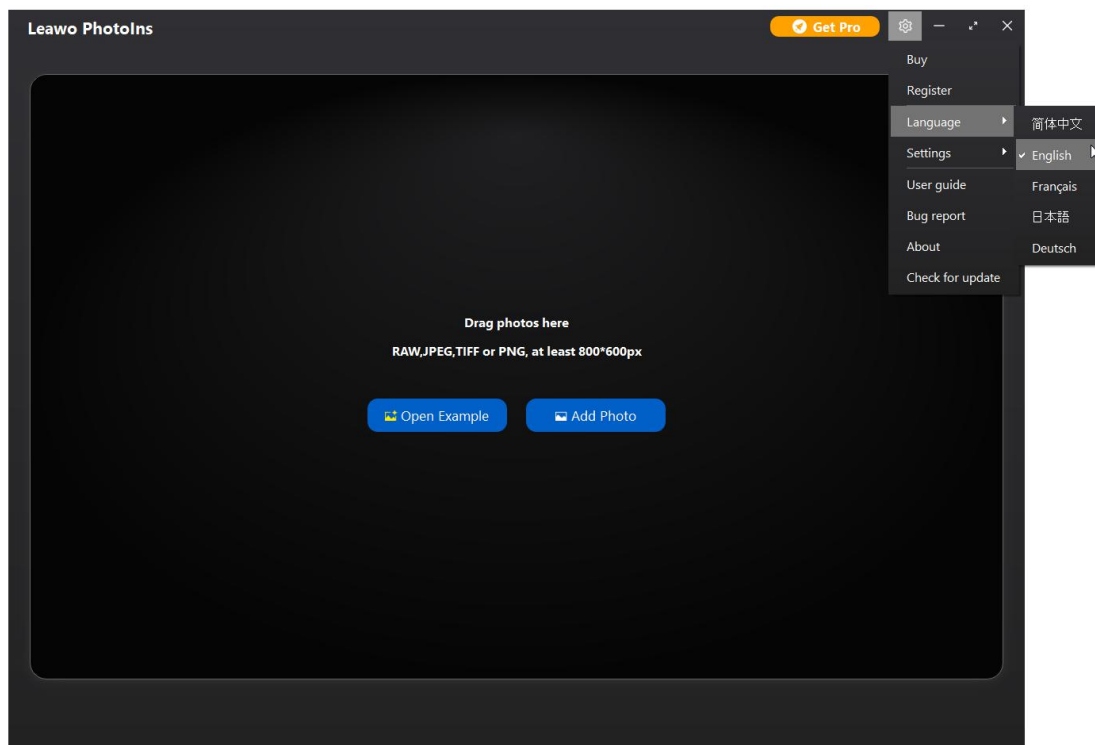 Leawo PhotoIns
Get Pro
Buy
Register
Language
简体中文
Settings
English
User guide
Français
Bug report
日本語
About
Deutsch
Check for update
Drag photos here
RAW,JPEG,TIFF or PNG, at least 800*600px
Open Example
Add Photo